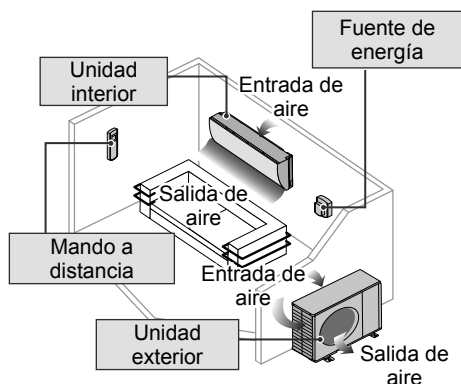 Fuente de
energía
Unidad
interior
Entrada de
aire
Salida de
aire
Mando a
distancia
Entrada de
aire
Unidad
exterior
Salida de
aire